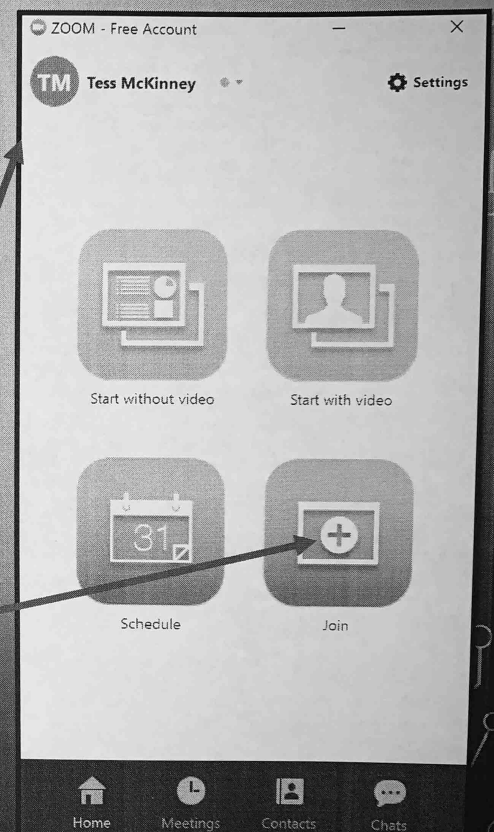 ZOOM - Free Account
TM Tess McKinney Settings
Start without video Start with video
31
Schedule Join
Home Meetings Contacts Chats